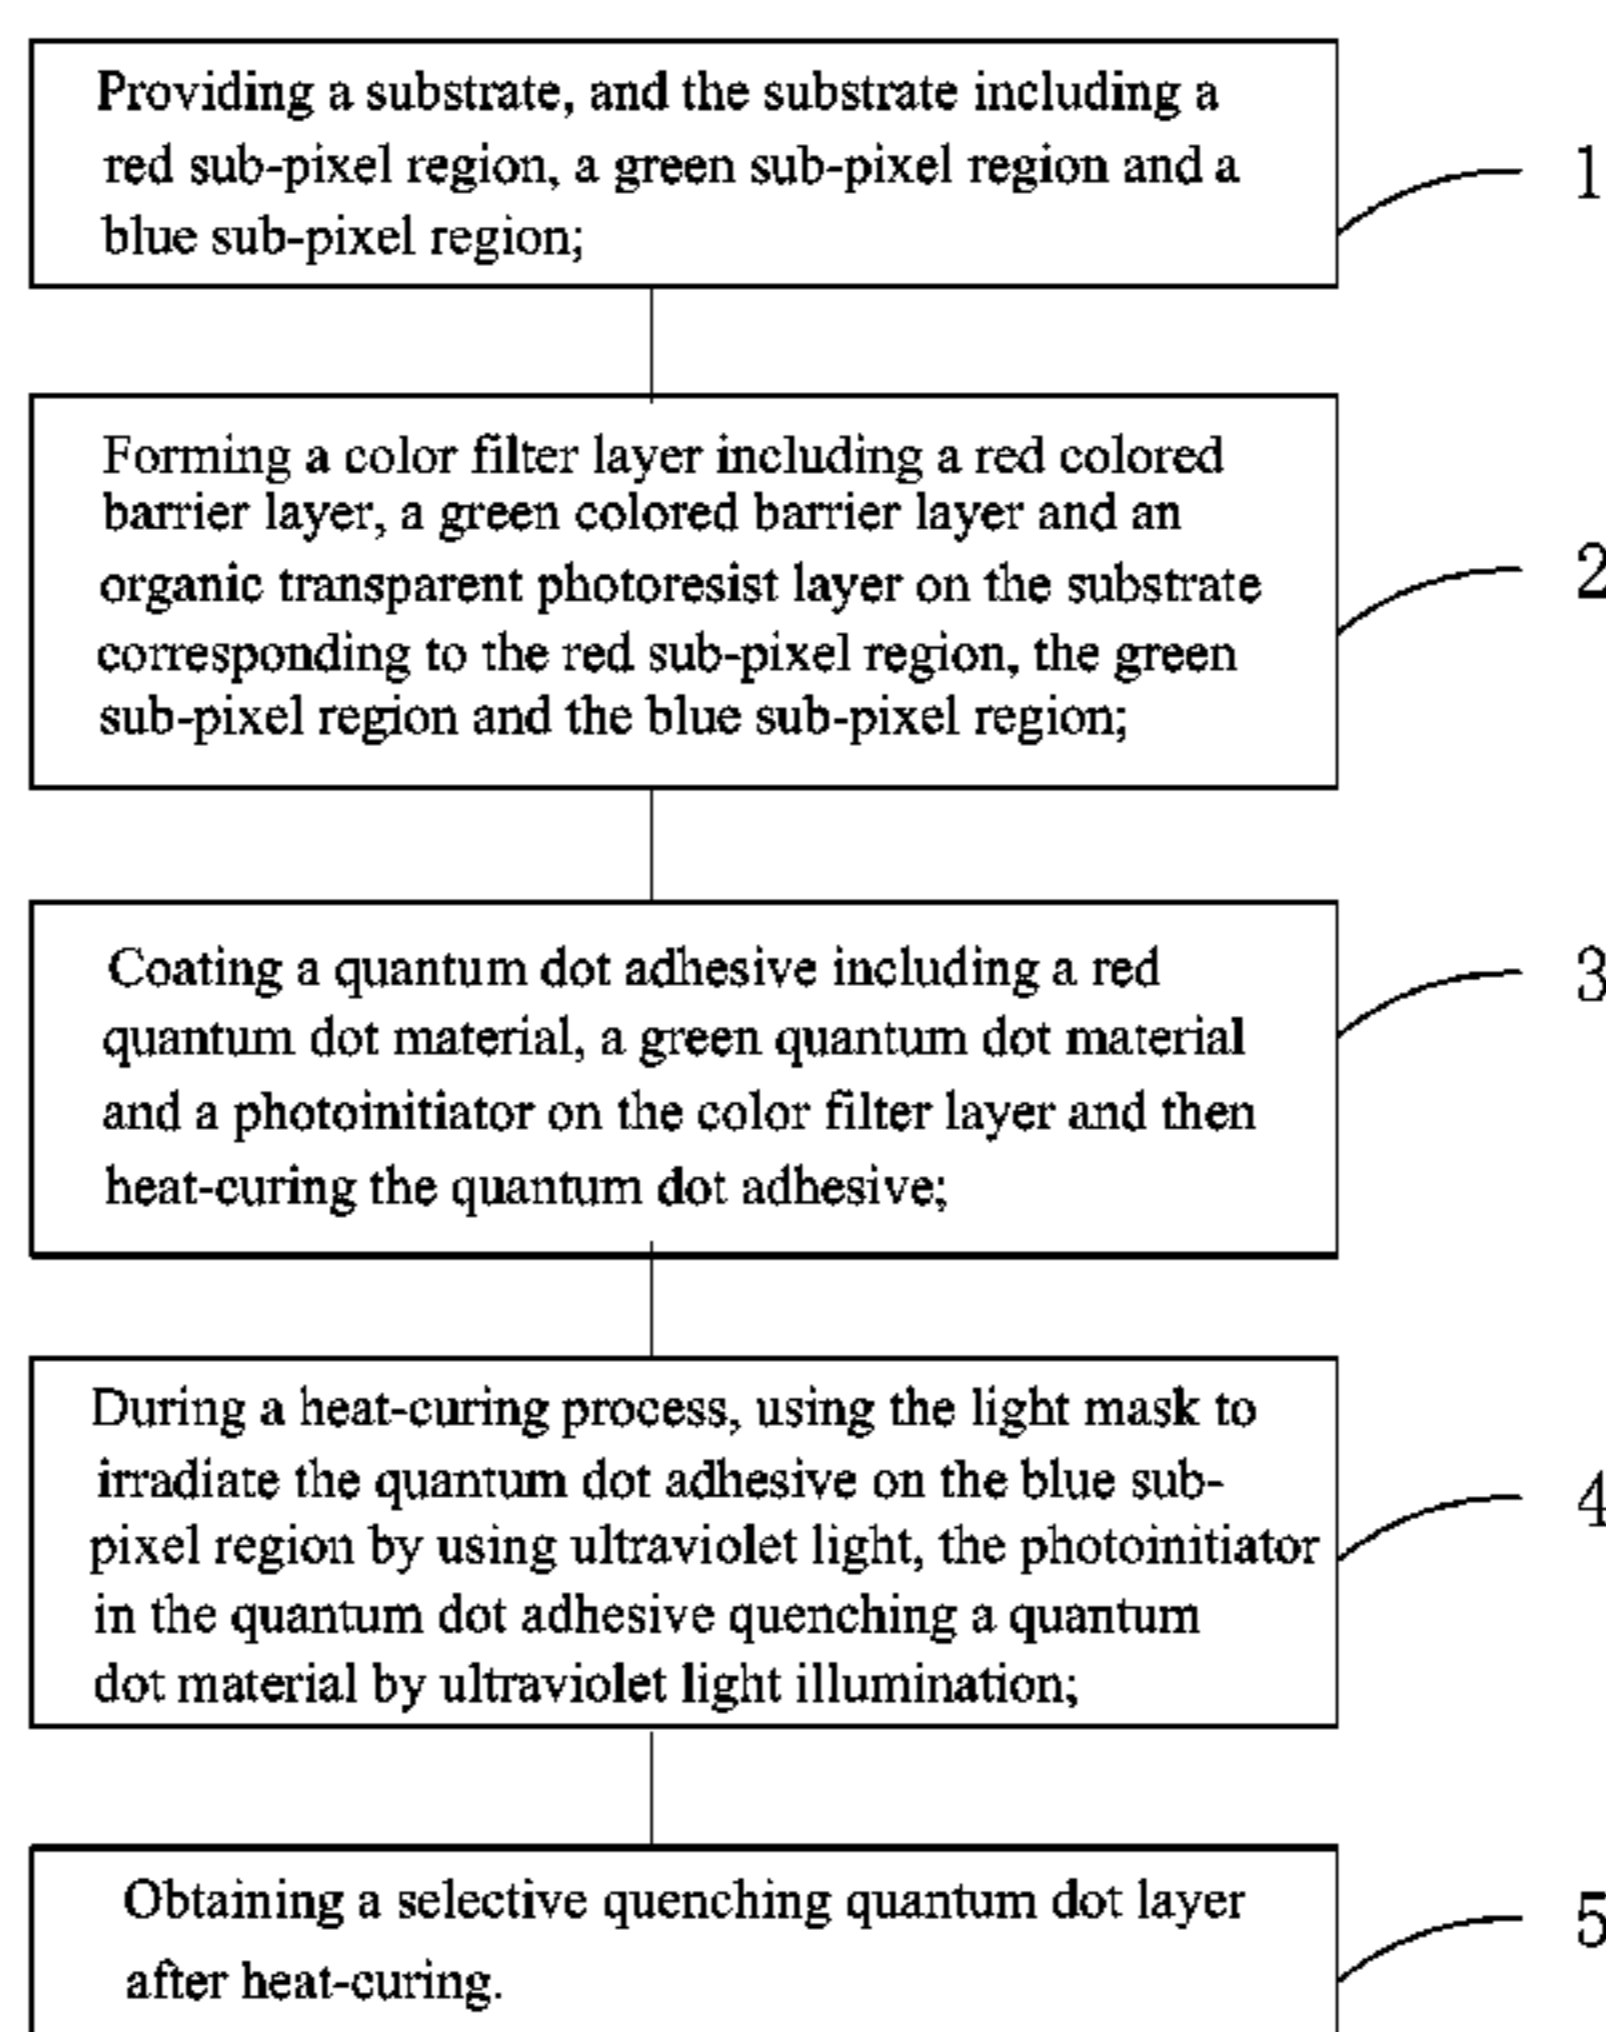 Providing a substrate, and the substrate including a
red sub-pixel region, a green sub-pixel region and a
blue sub-pixel region;
1
Forming a color filter layer including a red colored
barrier layer, a green colored barrier layer and an
organic transparent photoresist layer on the substrate
corresponding to the red sub-pixel region, the green
sub-pixel region and the blue sub-pixel region;
2
Coating a quantum dot adhesive including a red
quantum dot material, a green quantum dot material
and a photoinitiator on the color filter layer and then
heat-curing the quantum dot adhesive;
3
During a heat-curing process, using the light mask to
irradiate the quantum dot adhesive on the blue sub-
pixel region by using ultraviolet light, the photoinitiator
in the quantum dot adhesive quenching a quantum
dot material by ultraviolet light illumination;
4
Obtaining a selective quenching quantum dot layer
after heat-curing.
5